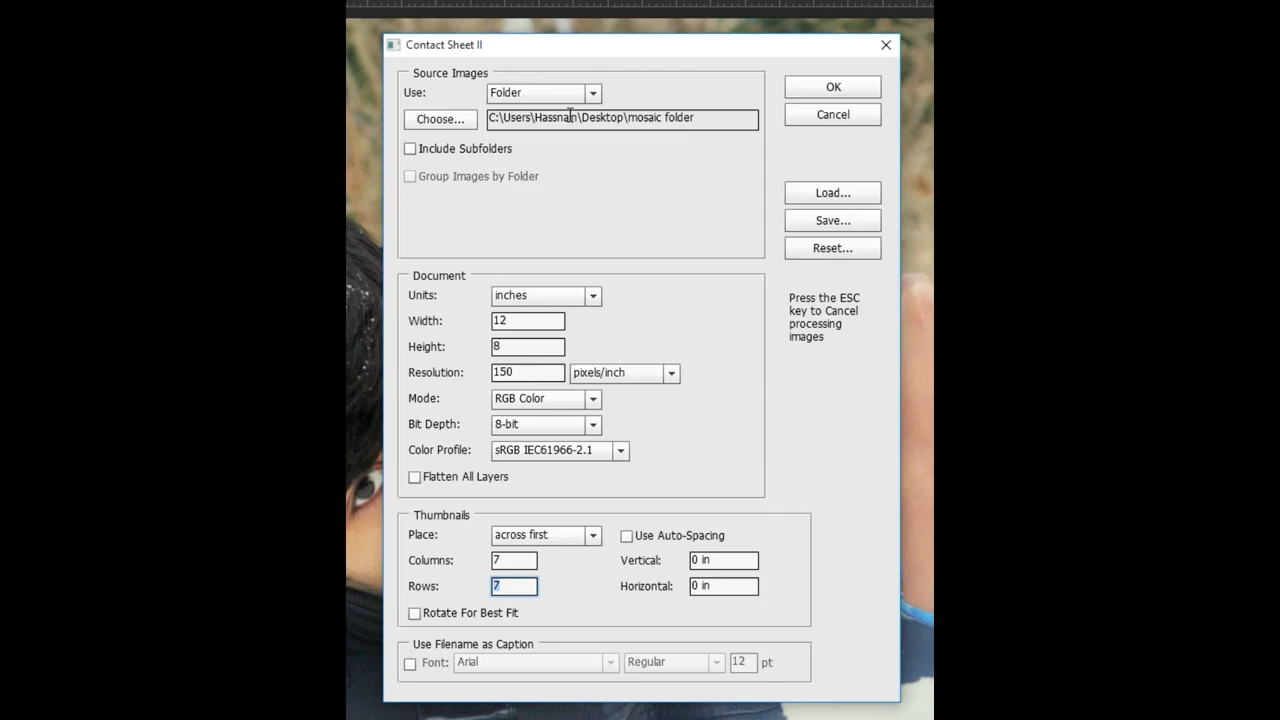 Contact Sheet II
Source Images
Use: Folder
Choose... C:\Users\Hassnain\Desktop\mosaic folder
Include Subfolders
Group Images by Folder
OK
Cancel
Load...
Save...
Reset...
Press the ESC
key to Cancel
processing
images
Document
Units: inches
Width: 12
Height: 8
Resolution: 150 pixels/inch
Mode: RGB Color
Bit Depth: 8-bit
Color Profile: sRGB IEC61966-2.1
Flatten All Layers
Thumbnails
Place: across first Use Auto-Spacing
Columns: 7 Vertical: 0 in
Rows: 7 Horizontal: 0 in
Rotate For Best Fit
Use Filename as Caption
Font: Arial Regular 12 pt